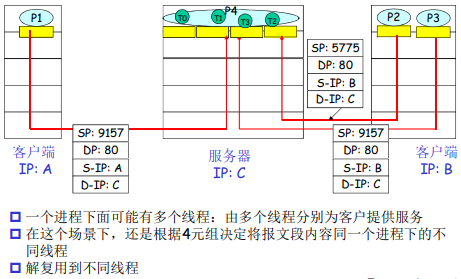 P1
P4
T0
T1
T3
T2
P2
P3
SP: 5775
DP: 80
S-IP: B
D-IP: C
SP: 9157
DP: 80
S-IP: A
D-IP: C
SP: 9157
DP: 80
S-IP: B
D-IP: C
客户端
IP: A
服务器
IP: C
客户端
IP: B
一个进程下面可能有多个线程：由多个线程分别为客户提供服务
在这个场景下，还是根据4元组决定将报文段内容同一个进程下的不
同线程
解复用到不同线程